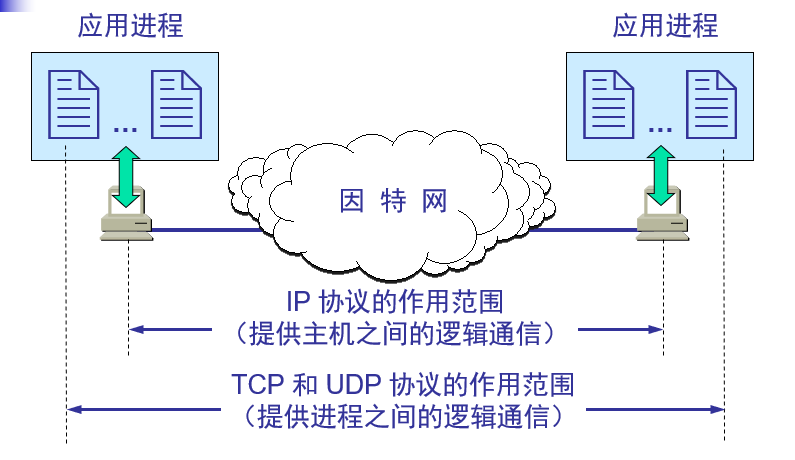 应用进程
应用进程
…
…
因特网
IP 协议的作用范围
（提供主机之间的逻辑通信）
TCP 和 UDP 协议的作用范围
（提供进程之间的逻辑通信）